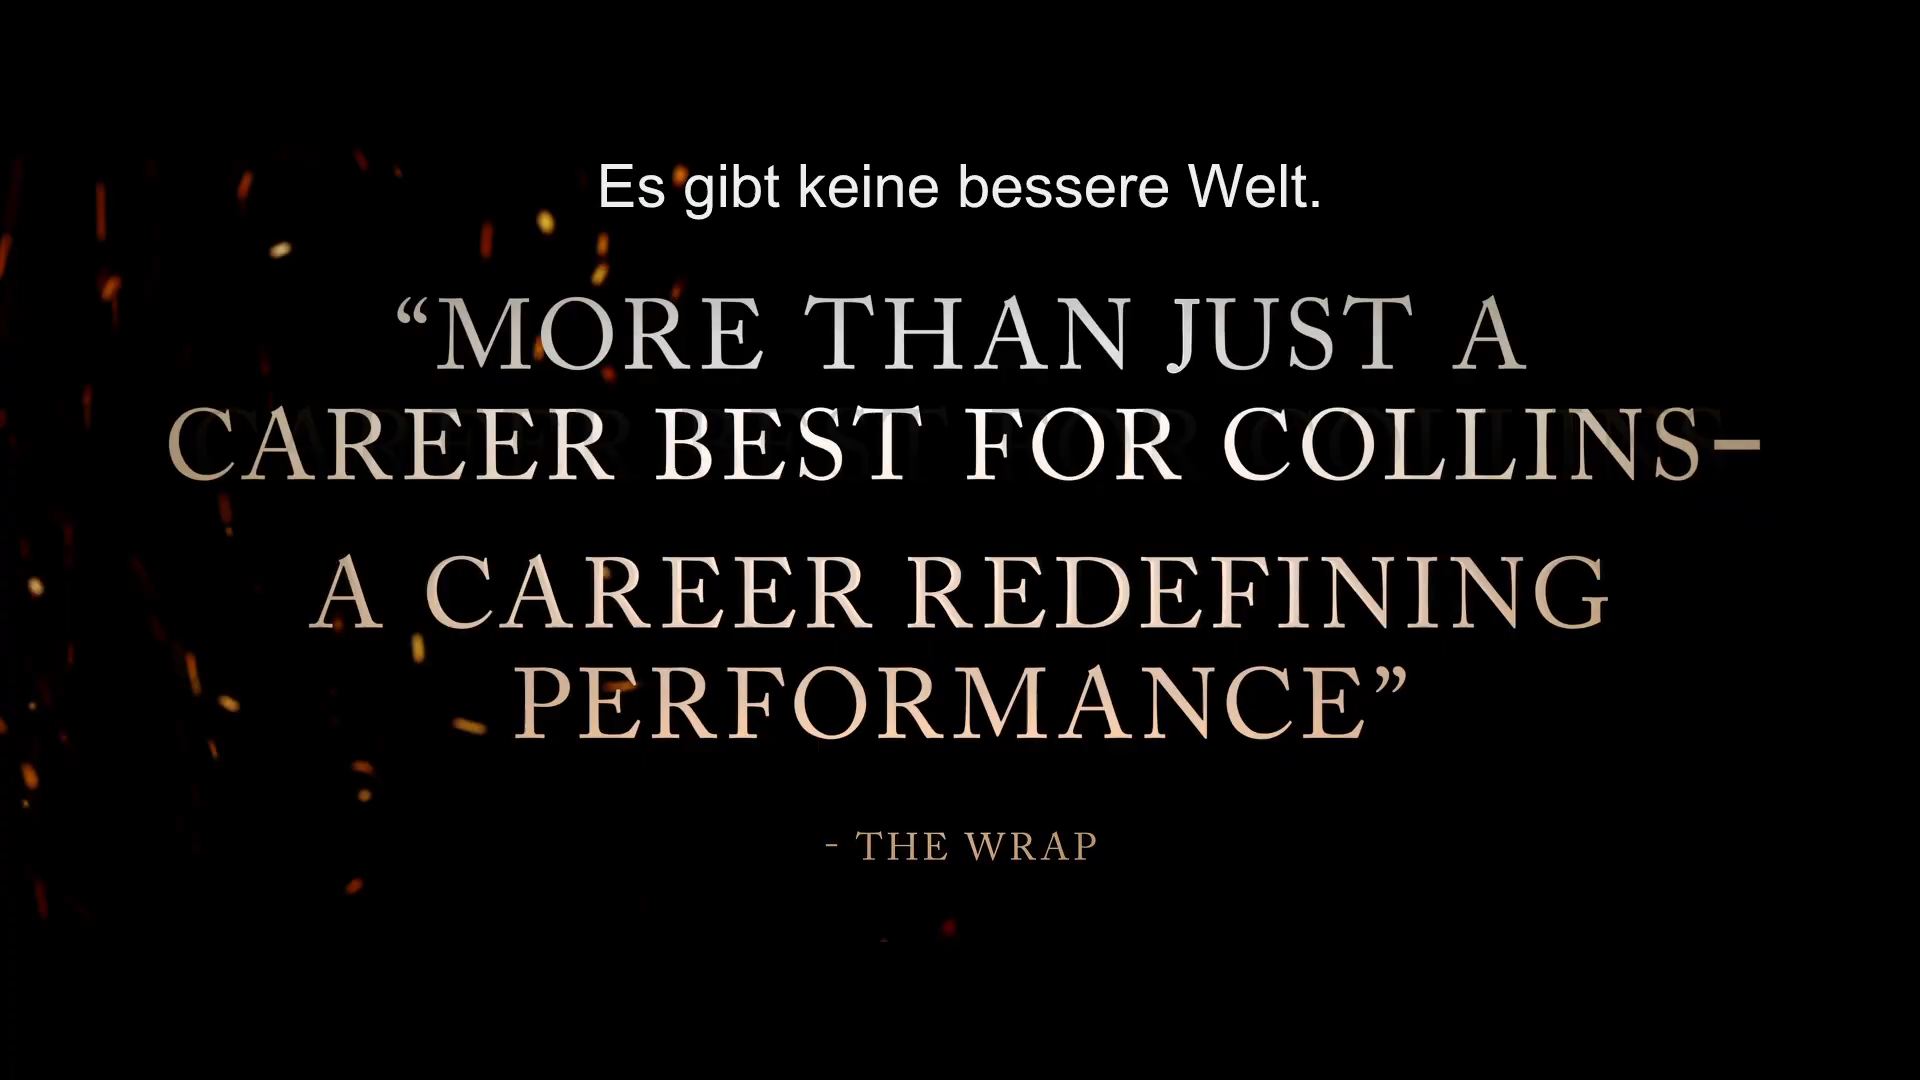 Es gibt keine bessere Welt.
“MORE THAN JUST A
CAREER BEST FOR COLLINS–
A CAREER REDEFINING
PERFORMANCE”
- THE WRAP